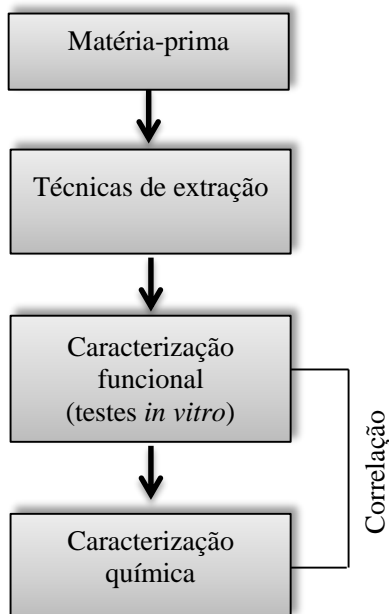 Matéria-prima
Técnicas de extração
Caracterização
funcional
(testes in vitro)
Correlação
Caracterização
química